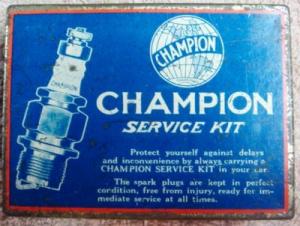 CHAMPION
CHAMPION
CHAMPION
SERVICE KIT
Protect yourself against delays
and inconvenience by always carrying a
CHAMPION SERVICE KIT in your car.
The spark plugs are kept in perfect
condition, free from injury, ready for im-
mediate service at all times.